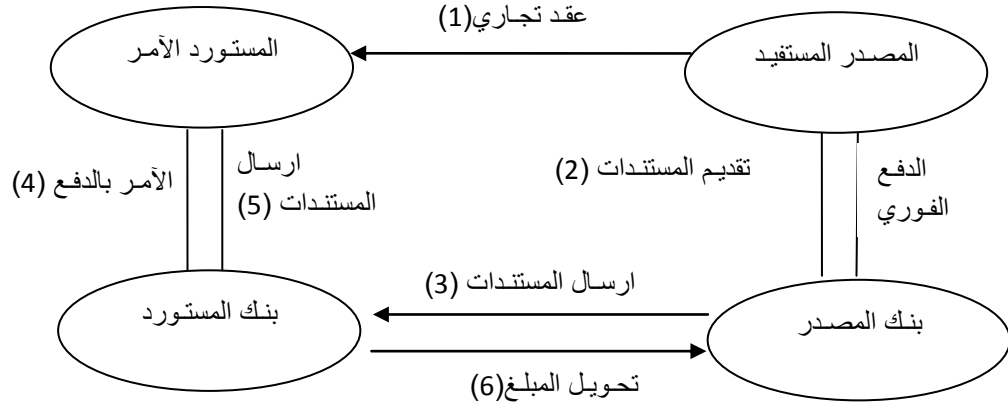 عقد تجاري(1)
المصدر المستفيد
المستورد الآمر
الدفع
الفوري
تقديم المستندات (2)
ارسال
المستندات (5)
الآمر بالدفع (4)
ارسال المستندات (3)
بنك المصدر
بنك المستورد
تحويل المبلغ(6)